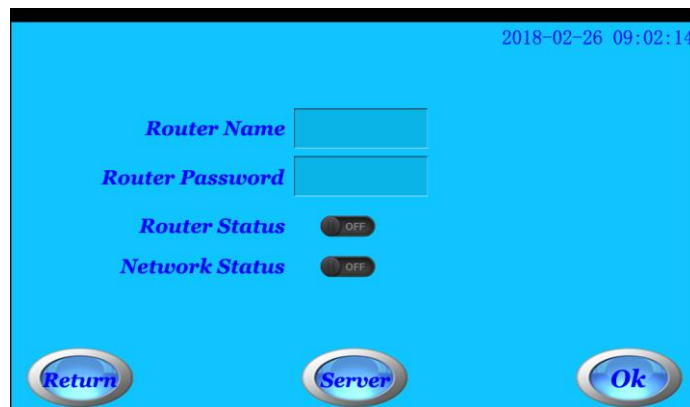 2018-02-26 09:02:14
Router Name
Router Password
Router Status OFF
Network Status OFF
Return Server Ok